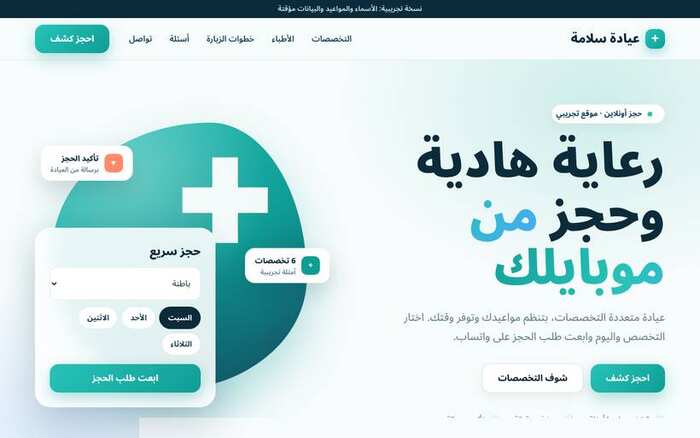 نسخة تجريبية: الأسماء والمواعيد والبيانات مؤقتة
عيادة سلامة
التخصصات
الأطباء
خطوات الزيارة
أسئلة
تواصل
احجز كشف
حجز أونلاين · موقع تجريبي
رعاية هادية
وحجز من
موبايلك
عيادة متعددة التخصصات، بتنظم مواعيدك وتوفر وقتك. اختار
التخصص واليوم وابعت طلب الحجز على واتساب.
احجز كشف
شوف التخصصات
تأكيد الحجز
برسالة من العيادة
6 تخصصات
أمثلة تجريبية
حجز سريع
باطنة
السبت
الأحد
الاثنين
الثلاثاء
ابعت طلب الحجز